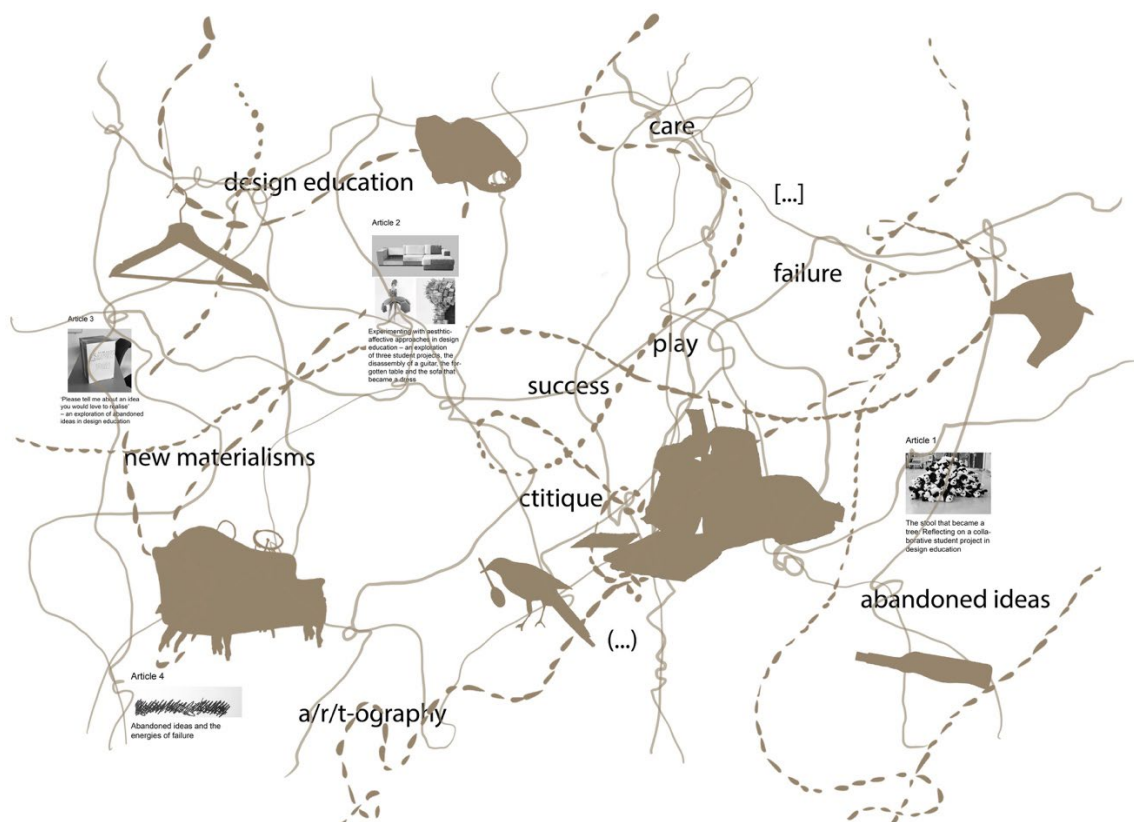 care
design education
[...]
Article 2
failure
Article 3
play
Experimenting with aesthtic-
affective approaches in design
education – an exploration
of three student projects, the
disassembly of a guitar, the for-
gotten table and the sofa that
became a dress
success
'Please tell me about an idea
you would leve to realise'
– an exploration of abandoned
ideas in design education
new materialisms
Article 1
ctitique
The stool that became a
tree: Reflecting on a colla-
borative student project in
design education
abandoned ideas
(...)
Article 4
a/r/t-ography
Abandoned ideas and the
energies of failure